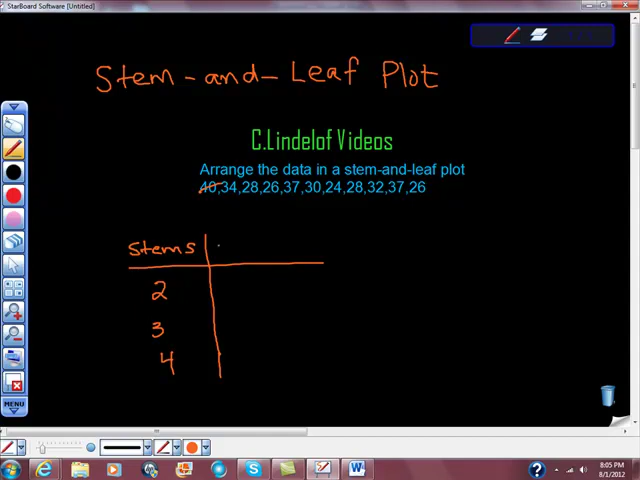 StarBoard Software [Untitled]
Stem-and-Leaf Plot
C.Lindelof Videos
Arrange the data in a stem-and-leaf plot
40,34,28,26,37,30,24,28,32,37,26
Stems
2
3
4
MENU
8:05 PM
8/1/2012